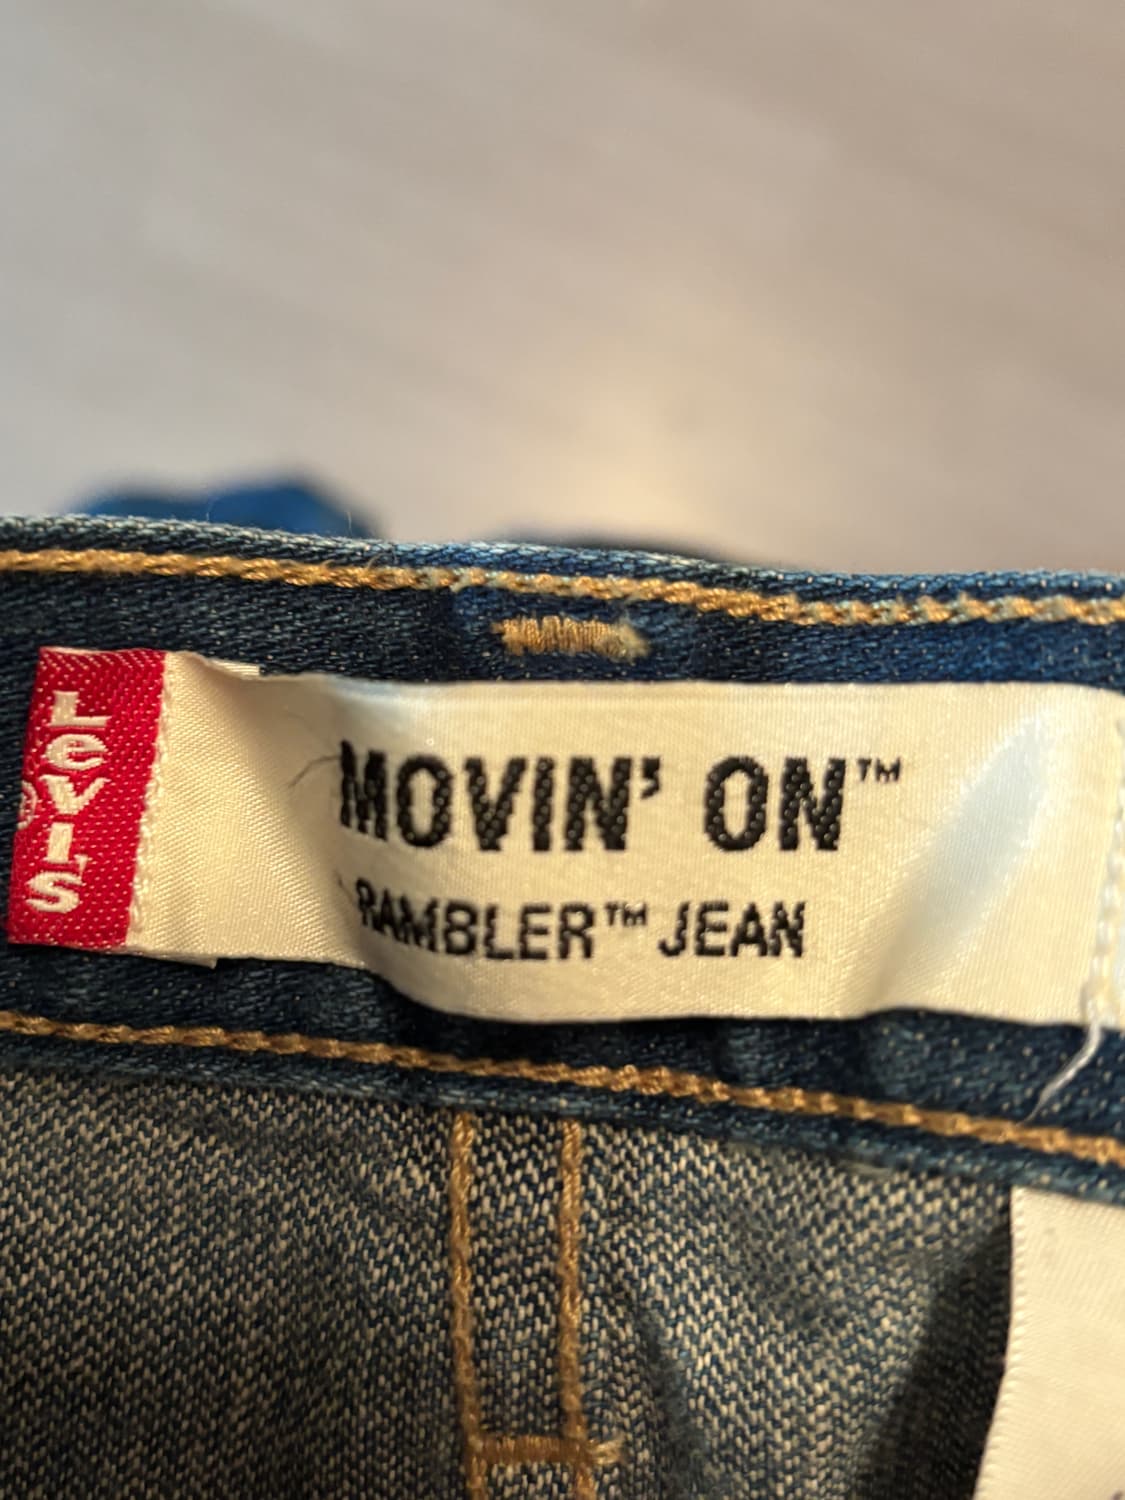 Levi's®
MOVIN' ON™
RAMBLER™ JEAN